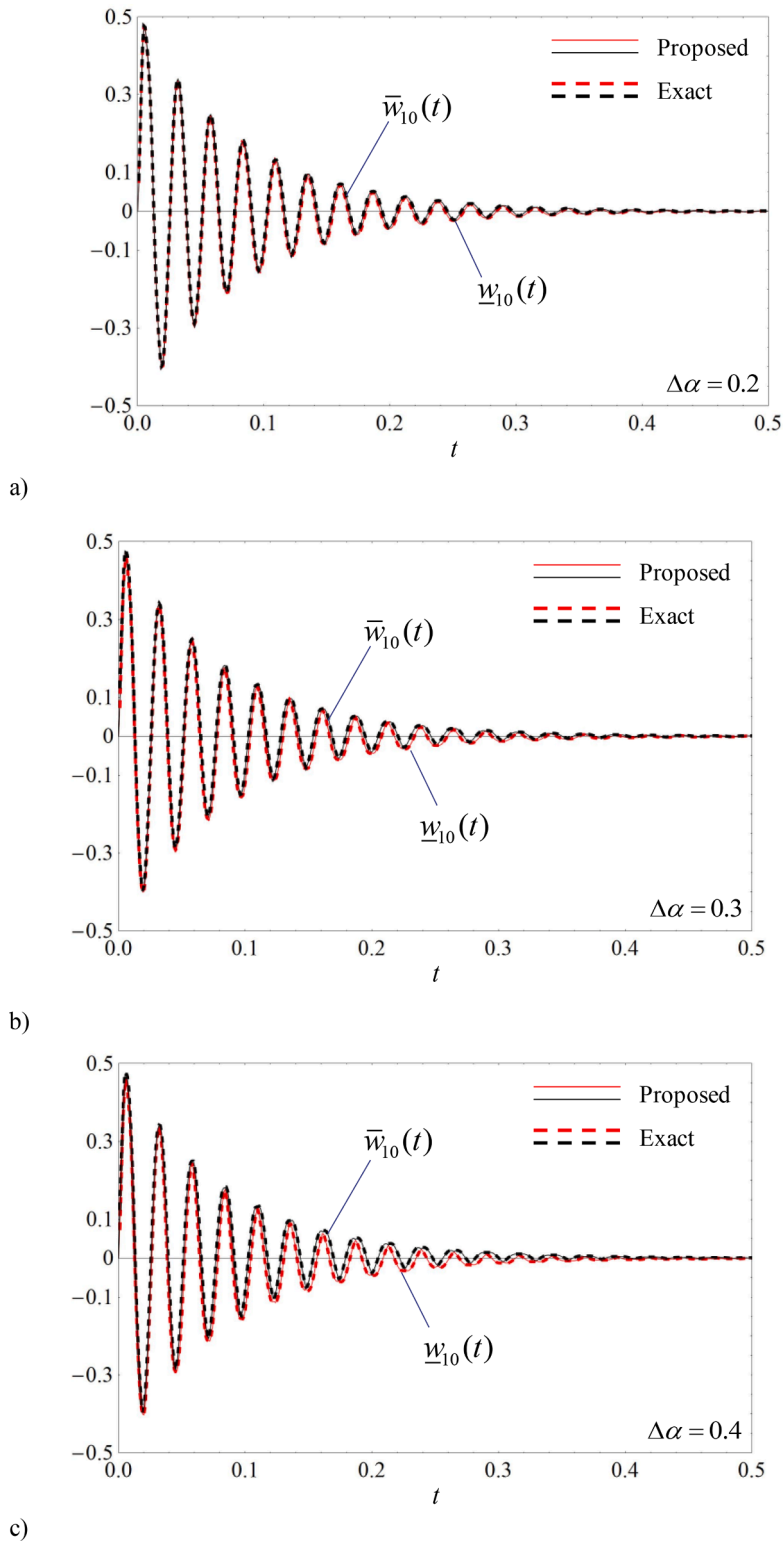 0.5
0.3
0.1
0
−0.1
−0.3
−0.5
Proposed
Exact
w̅₁₀(t)
w̲₁₀(t)
Δα = 0.2
0.0 0.1 0.2 0.3 0.4 0.5
t
a)
0.5
0.3
0.1
0
−0.1
−0.3
−0.5
Proposed
Exact
w̅₁₀(t)
w̲₁₀(t)
Δα = 0.3
0.0 0.1 0.2 0.3 0.4 0.5
t
b)
0.5
0.3
0.1
0
−0.1
−0.3
−0.5
Proposed
Exact
w̅₁₀(t)
w̲₁₀(t)
Δα = 0.4
0.0 0.1 0.2 0.3 0.4 0.5
t
c)